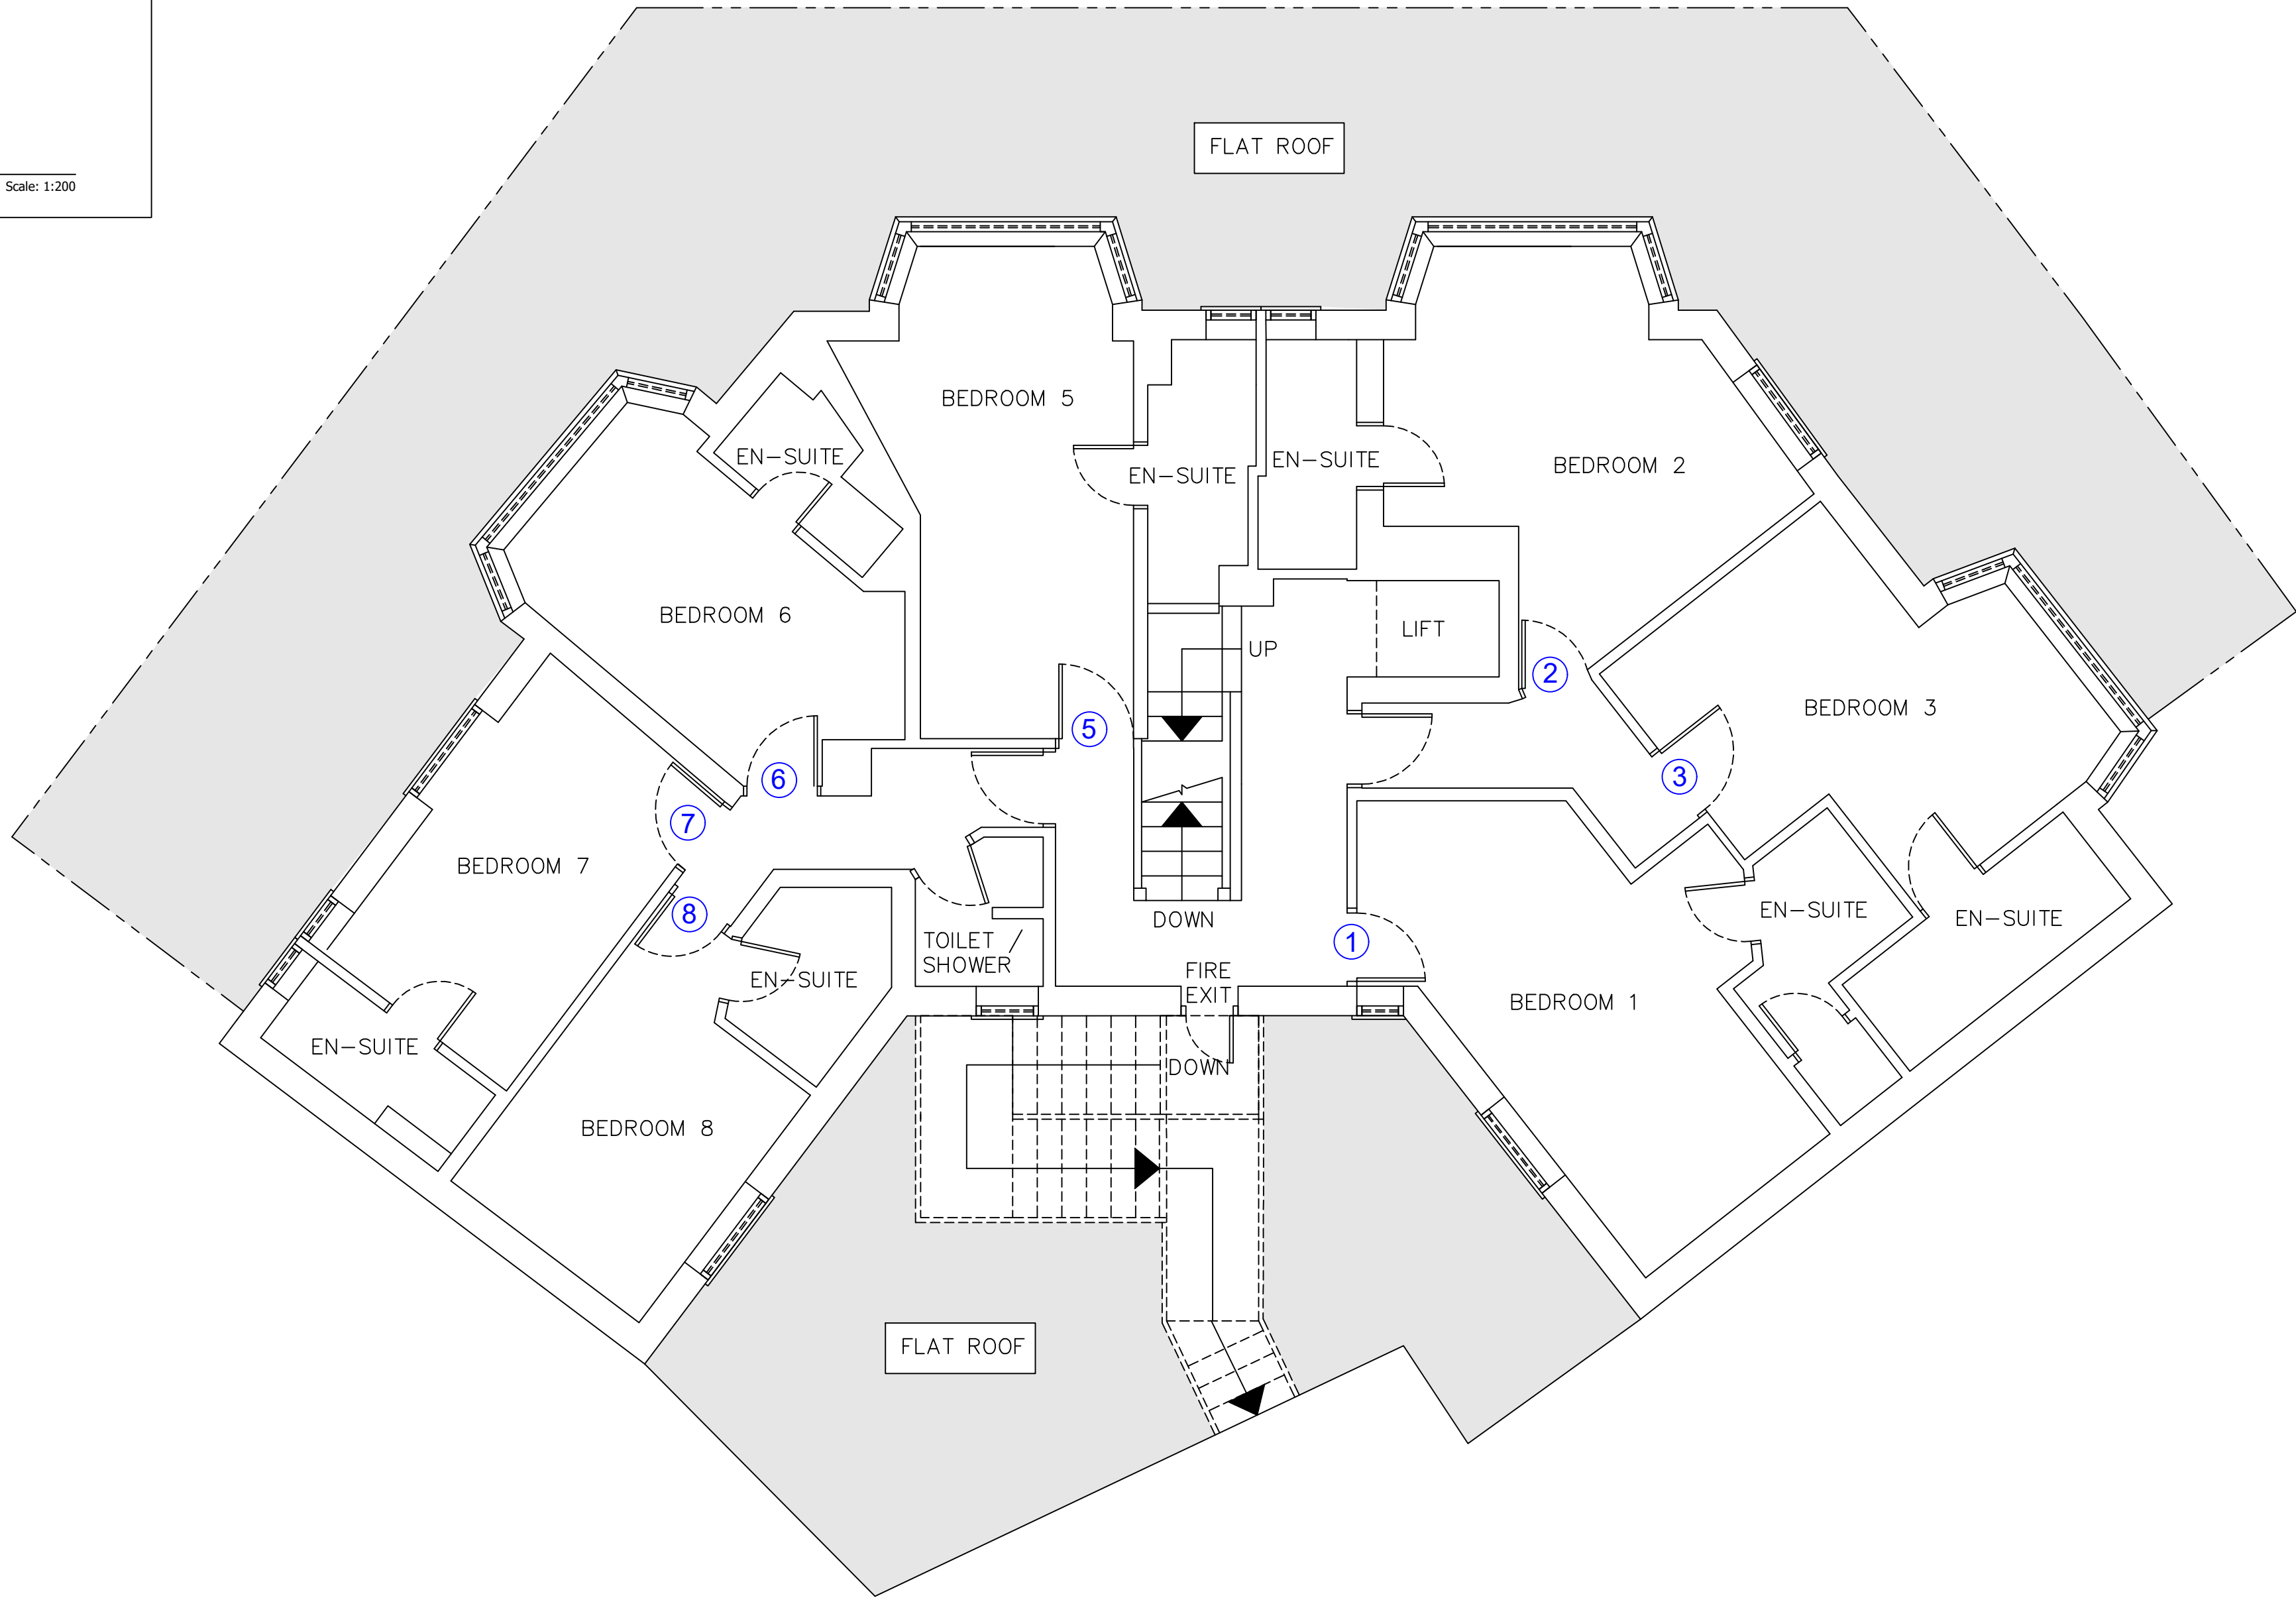 Scale: 1:200
FLAT ROOF
BEDROOM 5
EN-SUITE
EN-SUITE
EN-SUITE
BEDROOM 2
BEDROOM 6
LIFT
UP
2
5
BEDROOM 3
6
3
7
BEDROOM 7
8
DOWN
1
EN-SUITE
EN-SUITE
TOILET
SHOWER
FIRE
EXIT
EN-SUITE
BEDROOM 1
EN-SUITE
DOWN
BEDROOM 8
FLAT ROOF